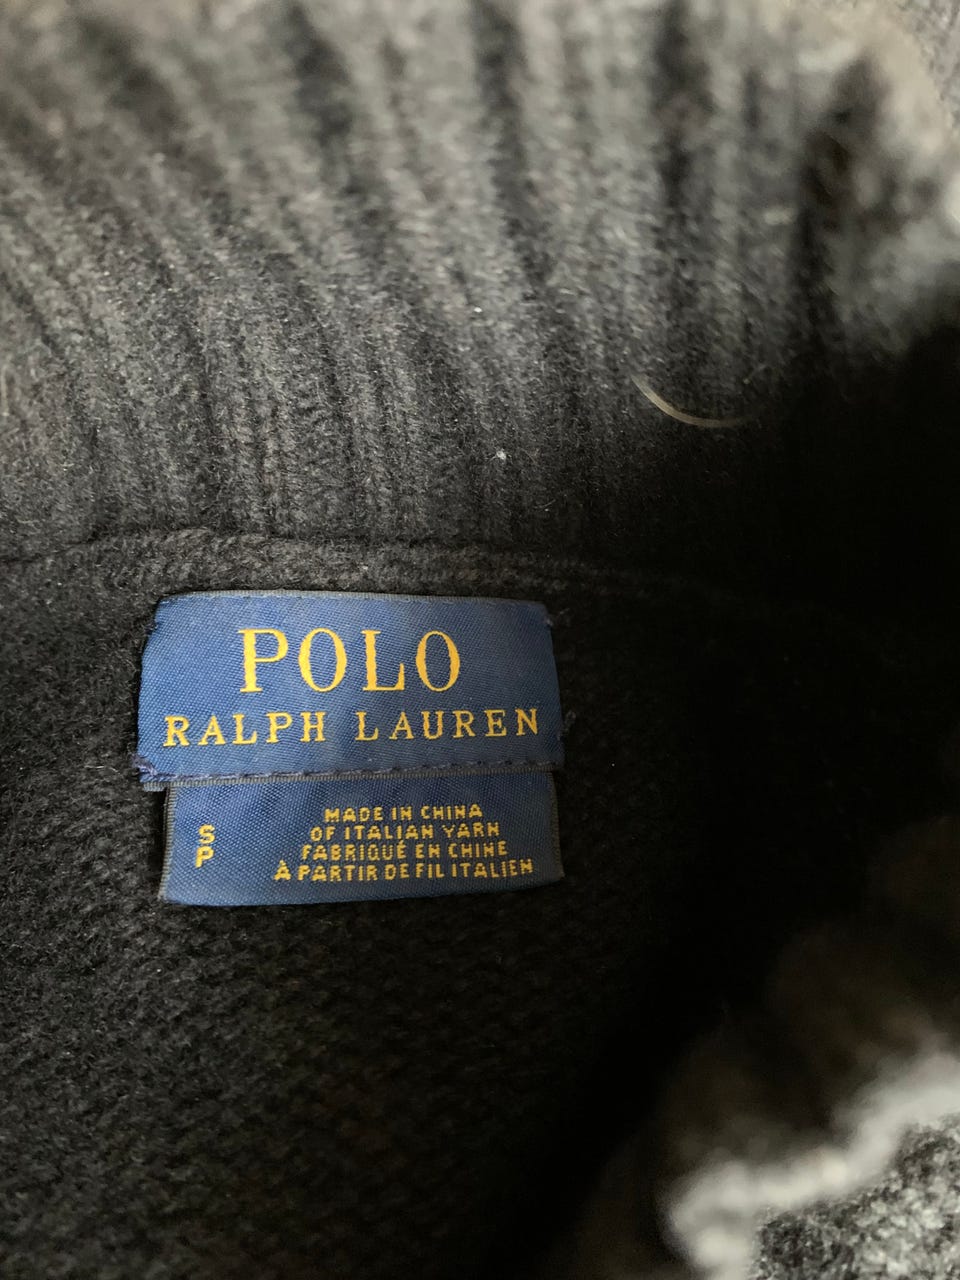 POLO
RALPH LAUREN
S
P
MADE IN CHINA
OF ITALIAN YARN
FABRIQUÉ EN CHINE
À PARTIR DE FIL ITALIEN